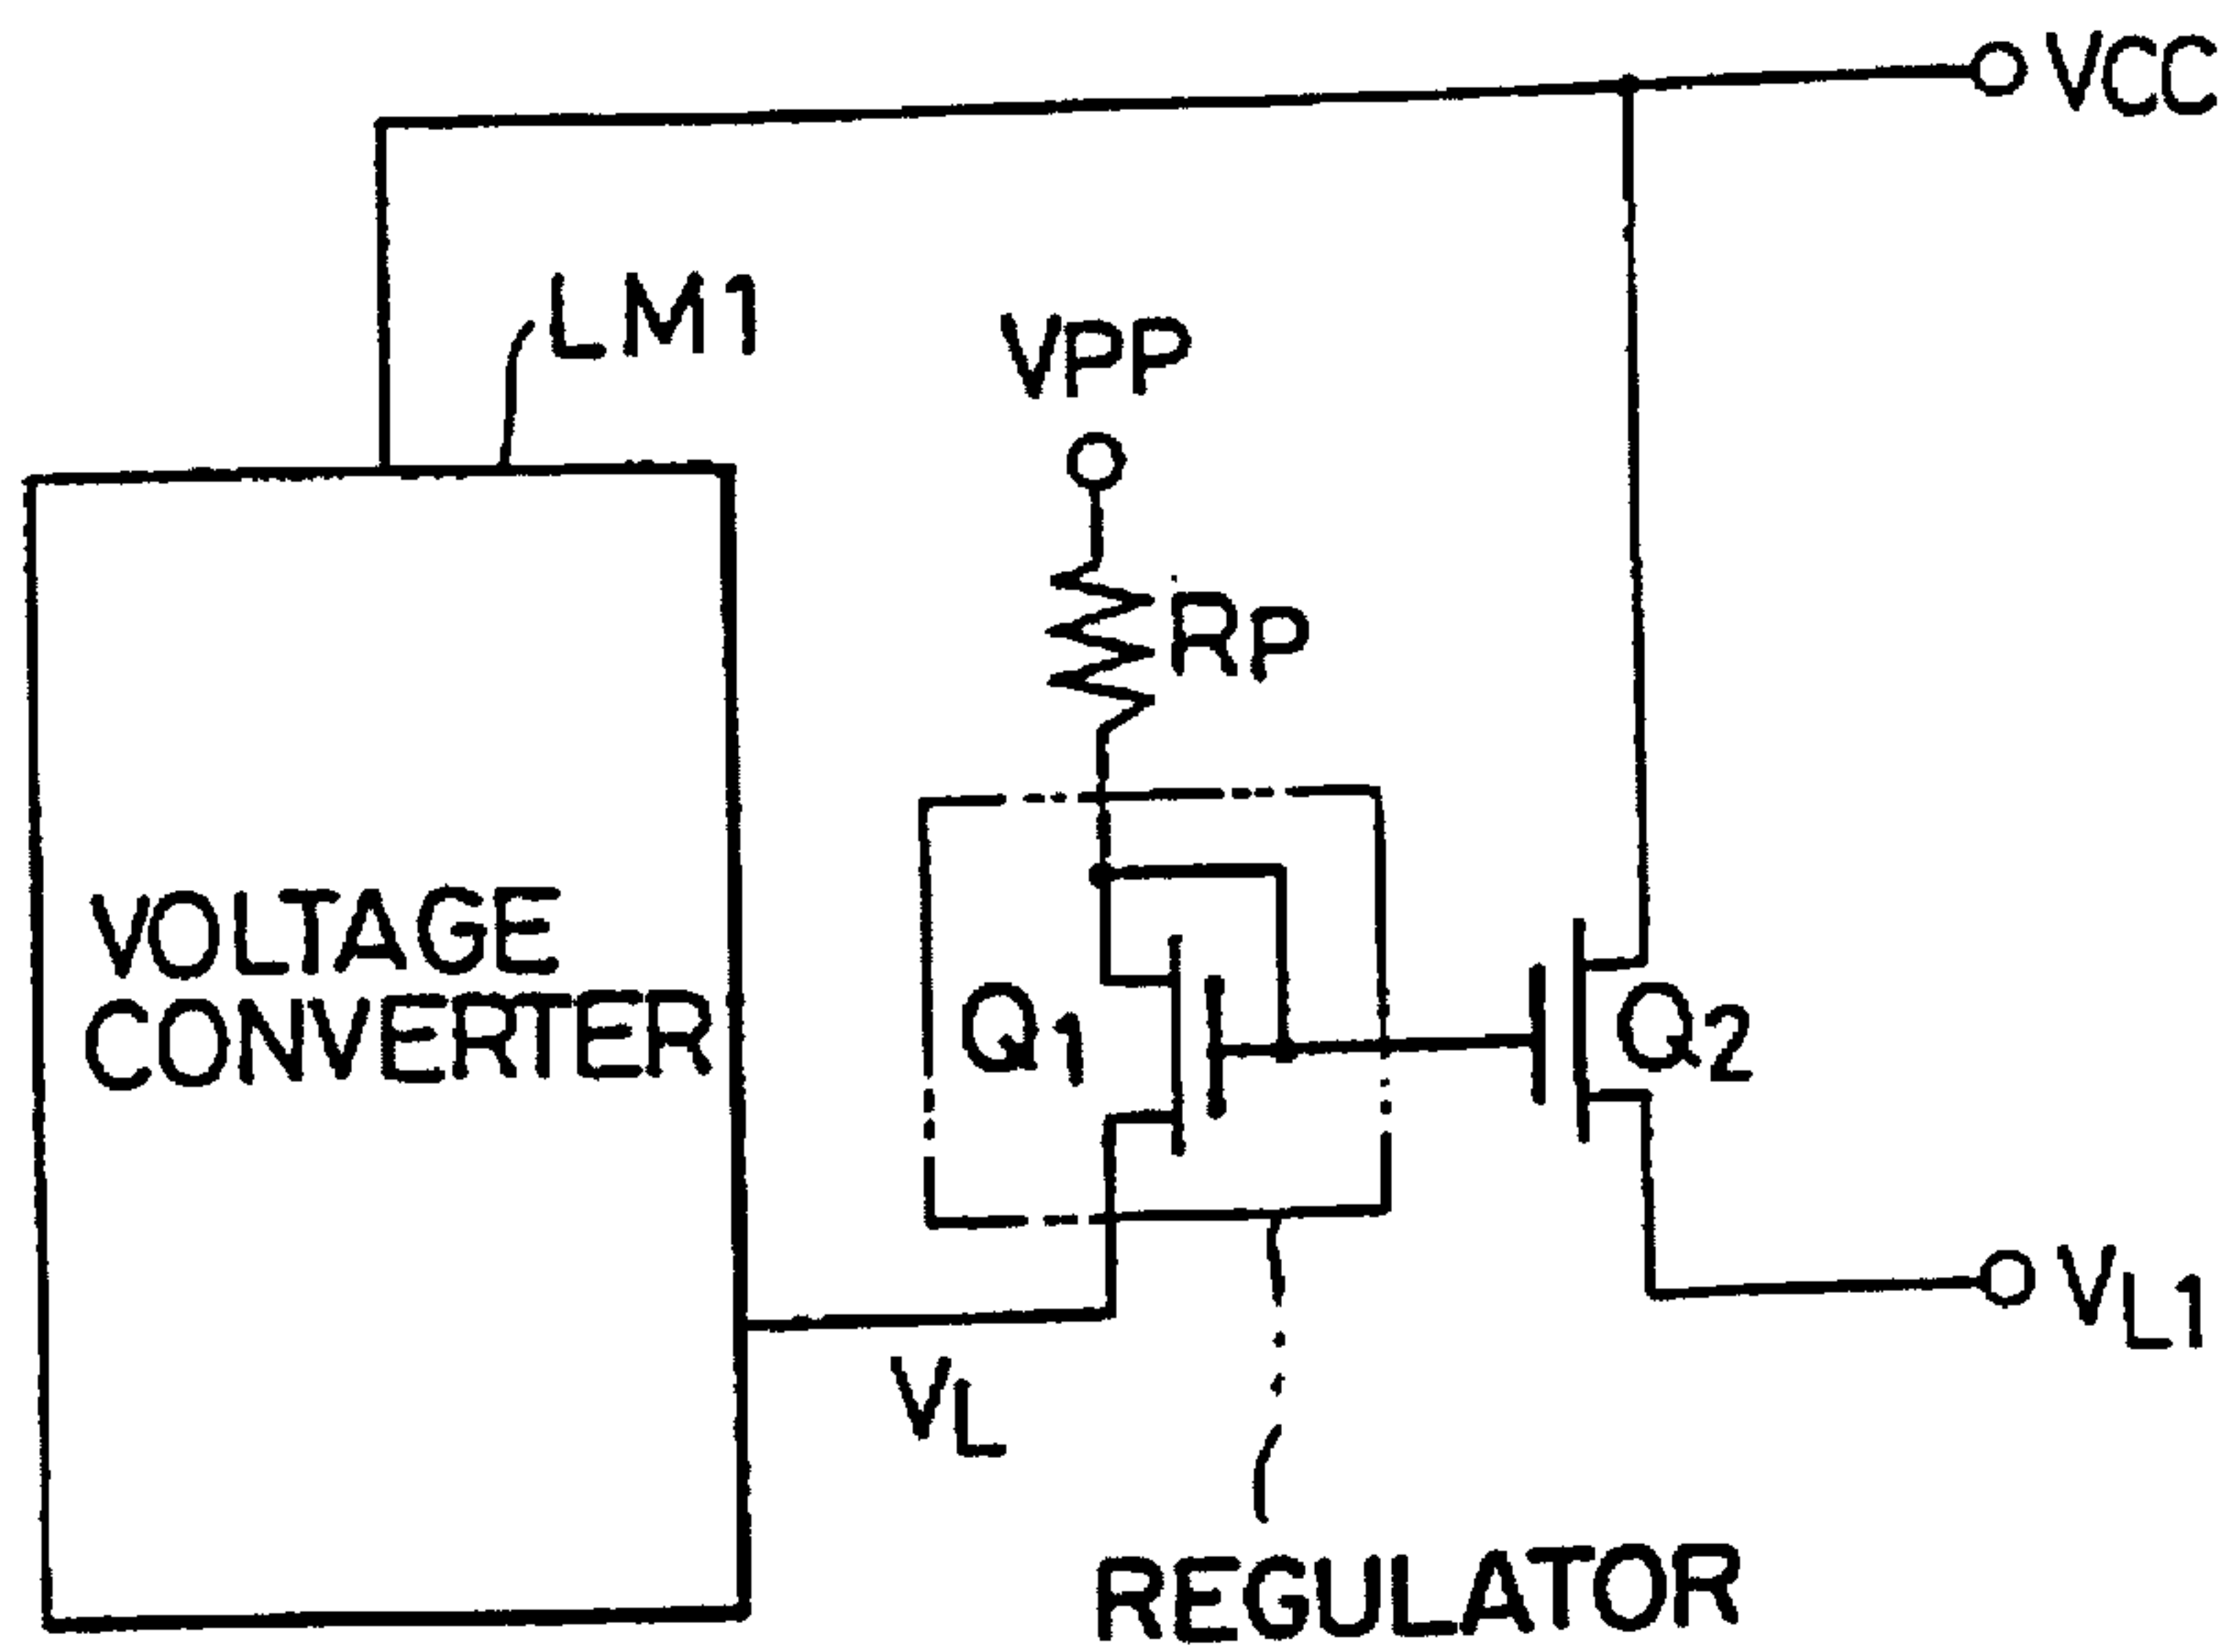 VCC
LM1
VPP
RP
VOLTAGE
CONVERTER
Q1
Q2
VL1
VL
REGULATOR